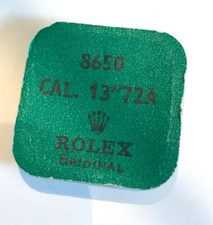 8650
CAL. 13'''72A
ROLEX
ORIGINAL